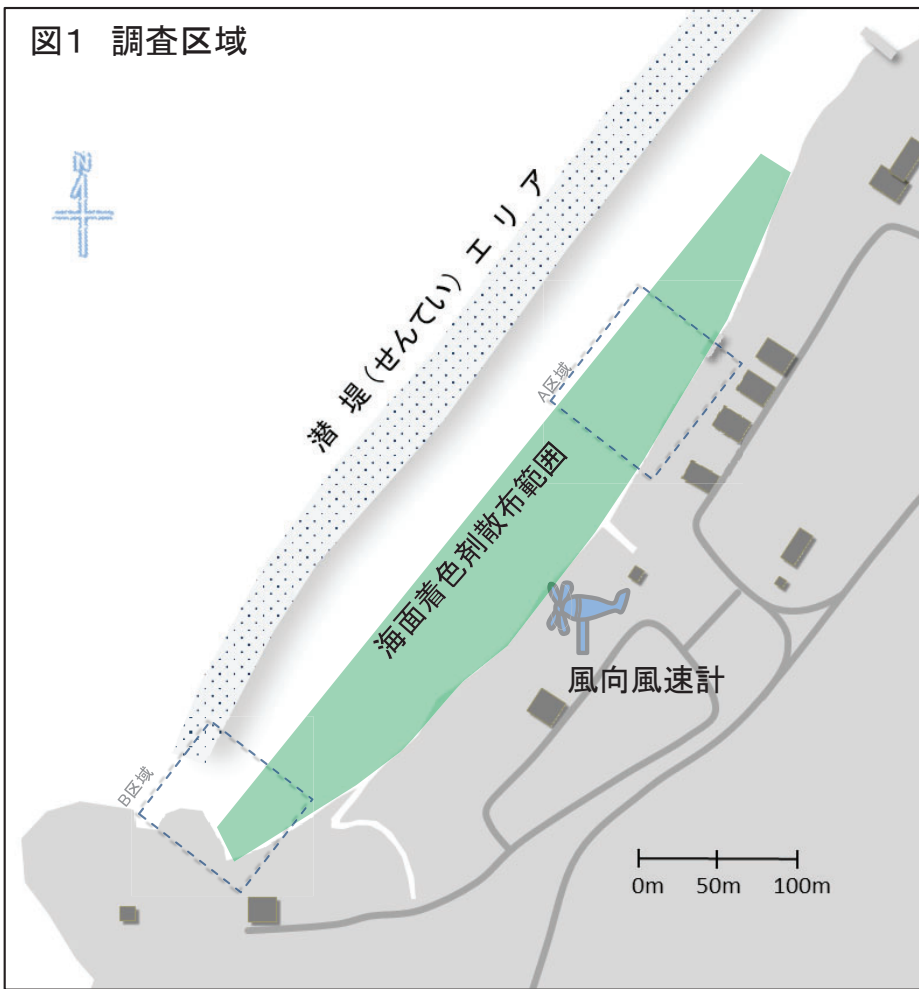 図1 調査区域
N
潜堤(せんてい)エリア
A区域
海面着色剤散布範囲
風向風速計
B区域
0m 50m 100m